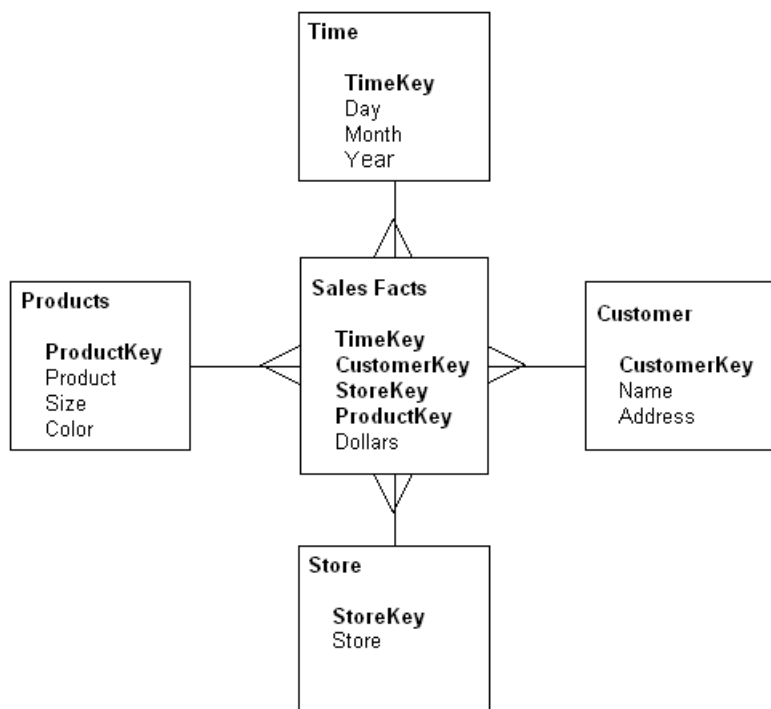 Time
TimeKey
Day
Month
Year
Products
ProductKey
Product
Size
Color
Sales Facts
TimeKey
CustomerKey
StoreKey
ProductKey
Dollars
Customer
CustomerKey
Name
Address
Store
StoreKey
Store